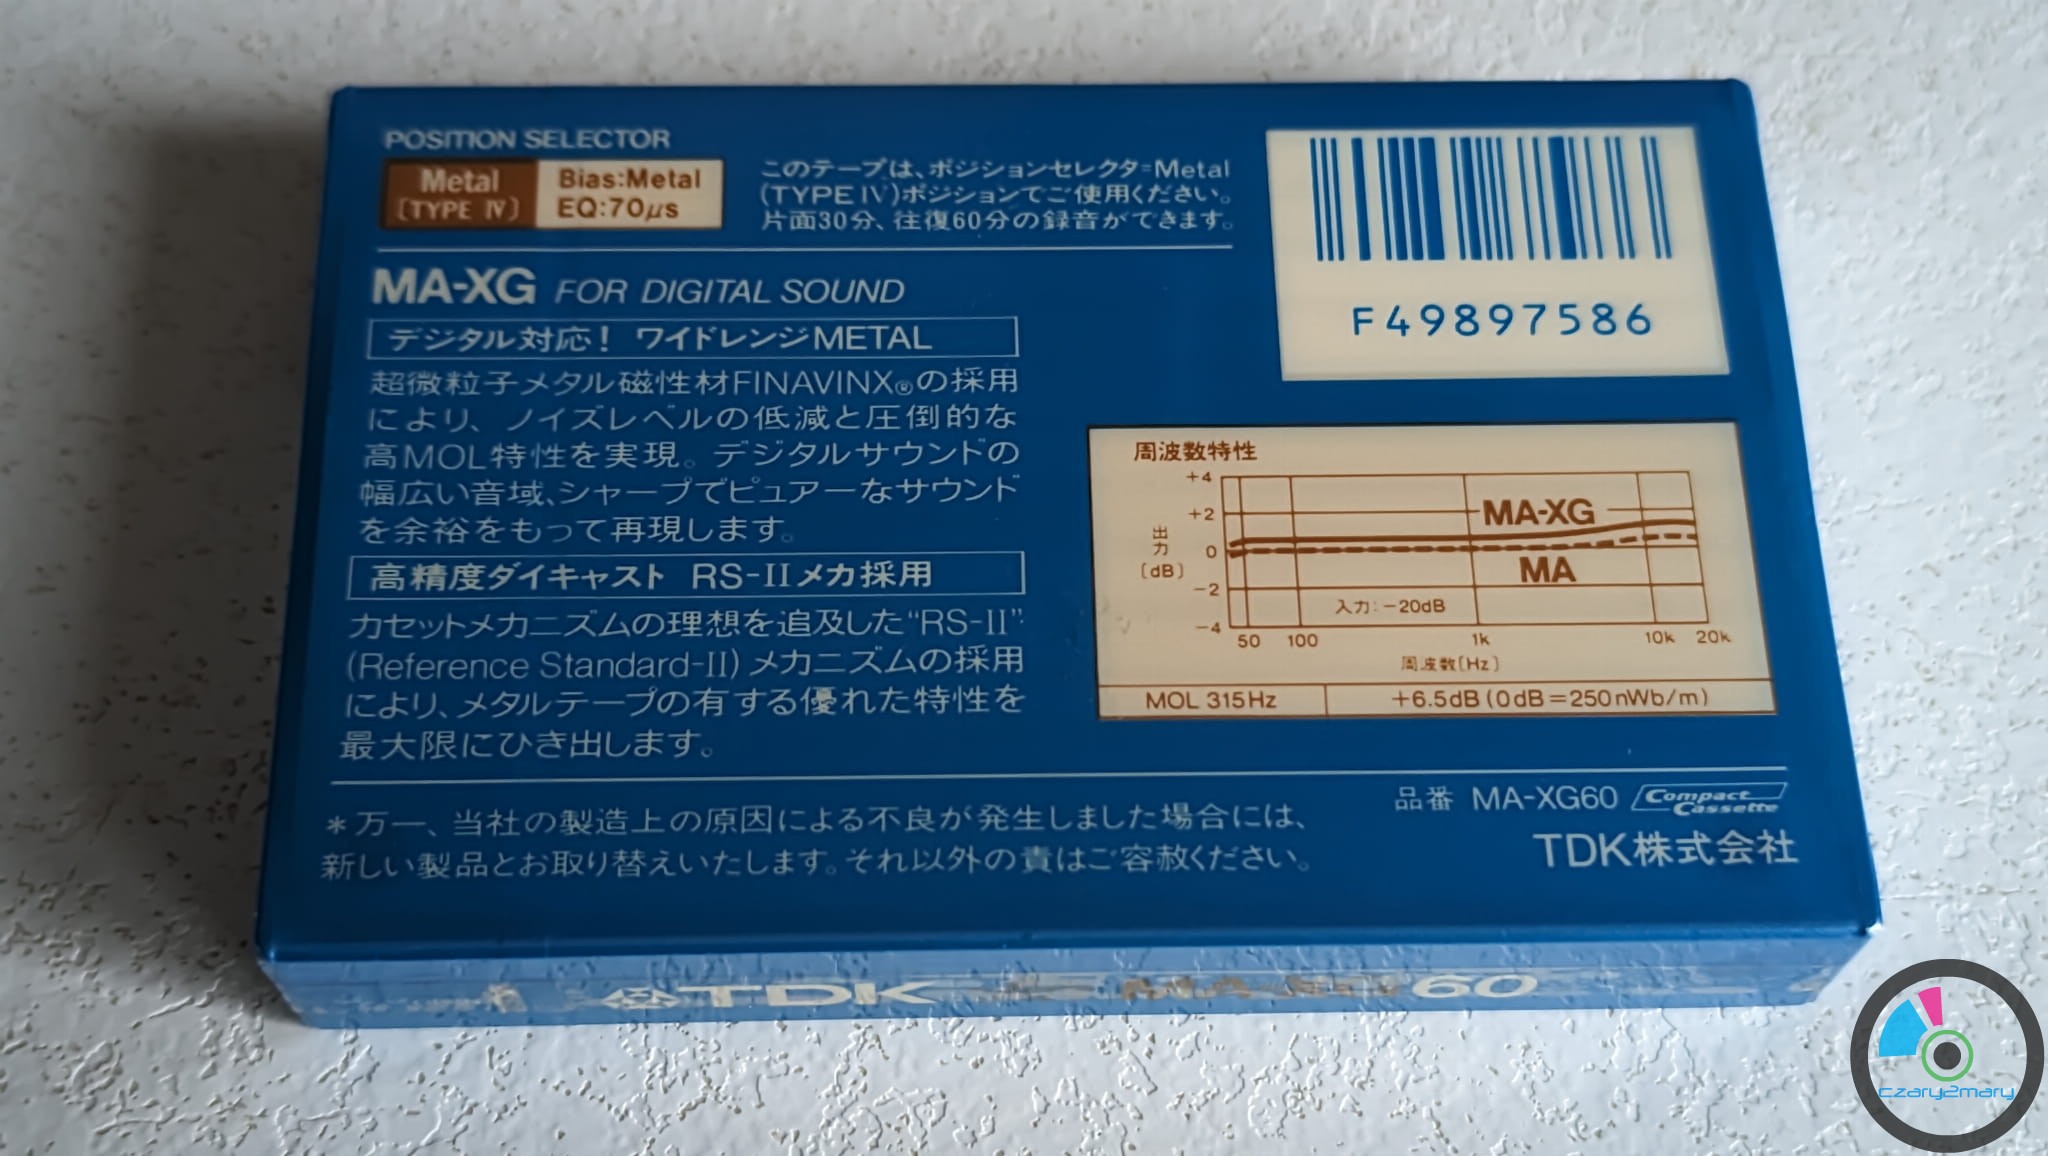 POSITION SELECTOR
Metal
(TYPE IV)
Bias:Metal
EQ:70μs
このテープは、ポジションセレクタ=Metal
(TYPE IV)ポジションでご使用ください。
片面30分、往復60分の録音ができます。
MA-XG FOR DIGITAL SOUND
デジタル対応! ワイドレンジMETAL
超微粒子メタル磁性材FINAVINX®の採用
により、ノイズレベルの低減と圧倒的な
高MOL特性を実現。デジタルサウンドの
幅広い音域、シャープでピュアーなサウンド
を余裕をもって再現します。
高精度ダイキャスト RS-IIメカ採用
カセットメカニズムの理想を追及した“RS-II”
(Reference Standard-II)メカニズムの採用
により、メタルテープの有する優れた特性を
最大限にひき出します。
F49897586
周波数特性
+4
+2
0
-2
-4
出力
〔dB〕
MA-XG
MA
入力:-20dB
50 100 1k 10k 20k
周波数〔Hz〕
MOL 315Hz +6.5dB(0dB=250nWb/m)
*万一、当社の製造上の原因による不良が発生しました場合には、
新しい製品とお取り替えいたします。それ以外の責はご容赦ください。
品番 MA-XG60 Compact Cassette
TDK株式会社
TDK 60
czary2mary